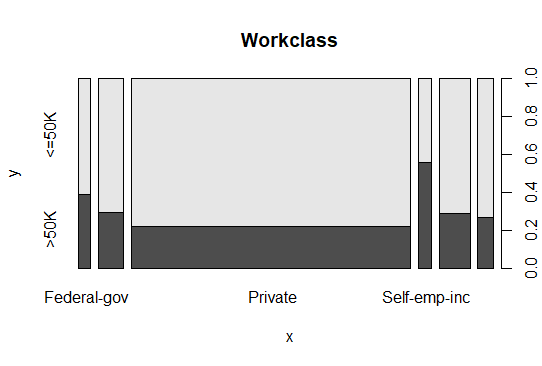 Workclass
y
<=50K
>50K
1.0
0.8
0.6
0.4
0.2
0.0
Federal-gov
Private
Self-emp-inc
x